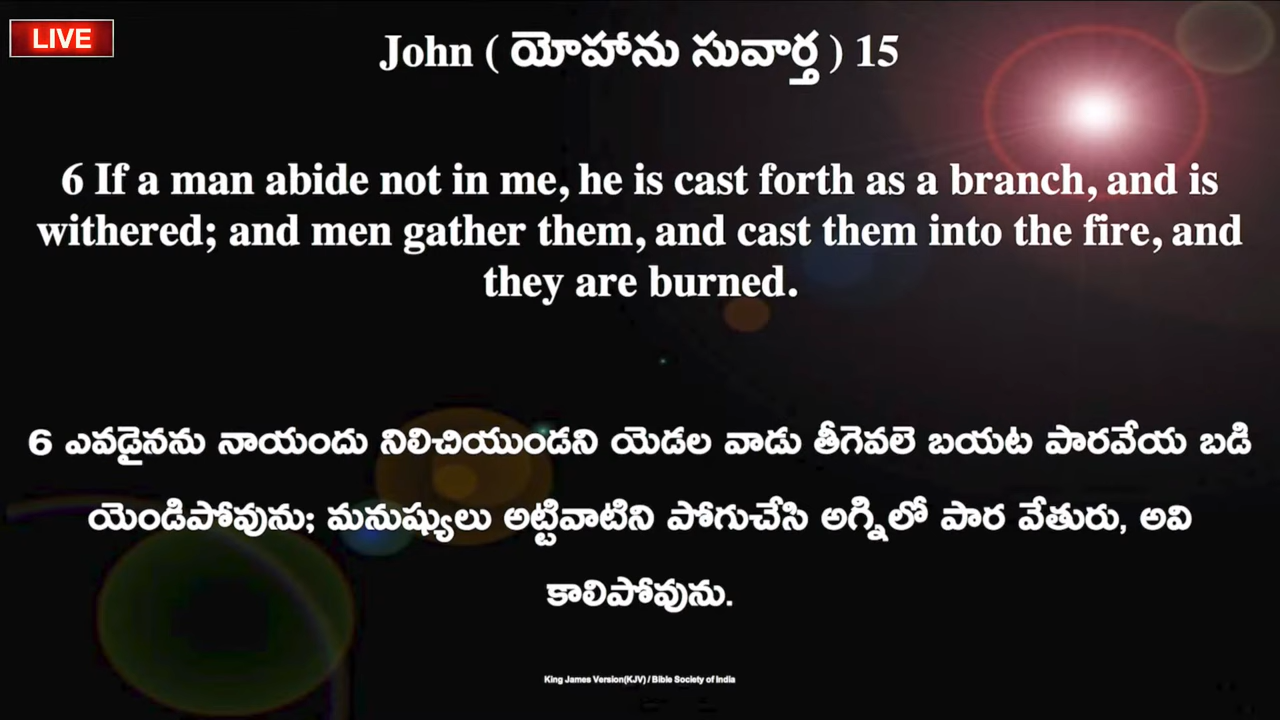 LIVE
John ( యోహాను సువార్త ) 15
6 If a man abide not in me, he is cast forth as a branch, and is
withered; and men gather them, and cast them into the fire, and
they are burned.
6 ఎవడైనను నాయందు నిలిచియుండని యెడల వాడు తీగెవలె బయట పారవేయ బడి
యెండిపోవును; మనుష్యులు అట్టివాటిని పోగుచేసి అగ్నిలో పార వేతురు, అవి
కాలిపోవును.
King James Version(KJV) / Bible Society of India